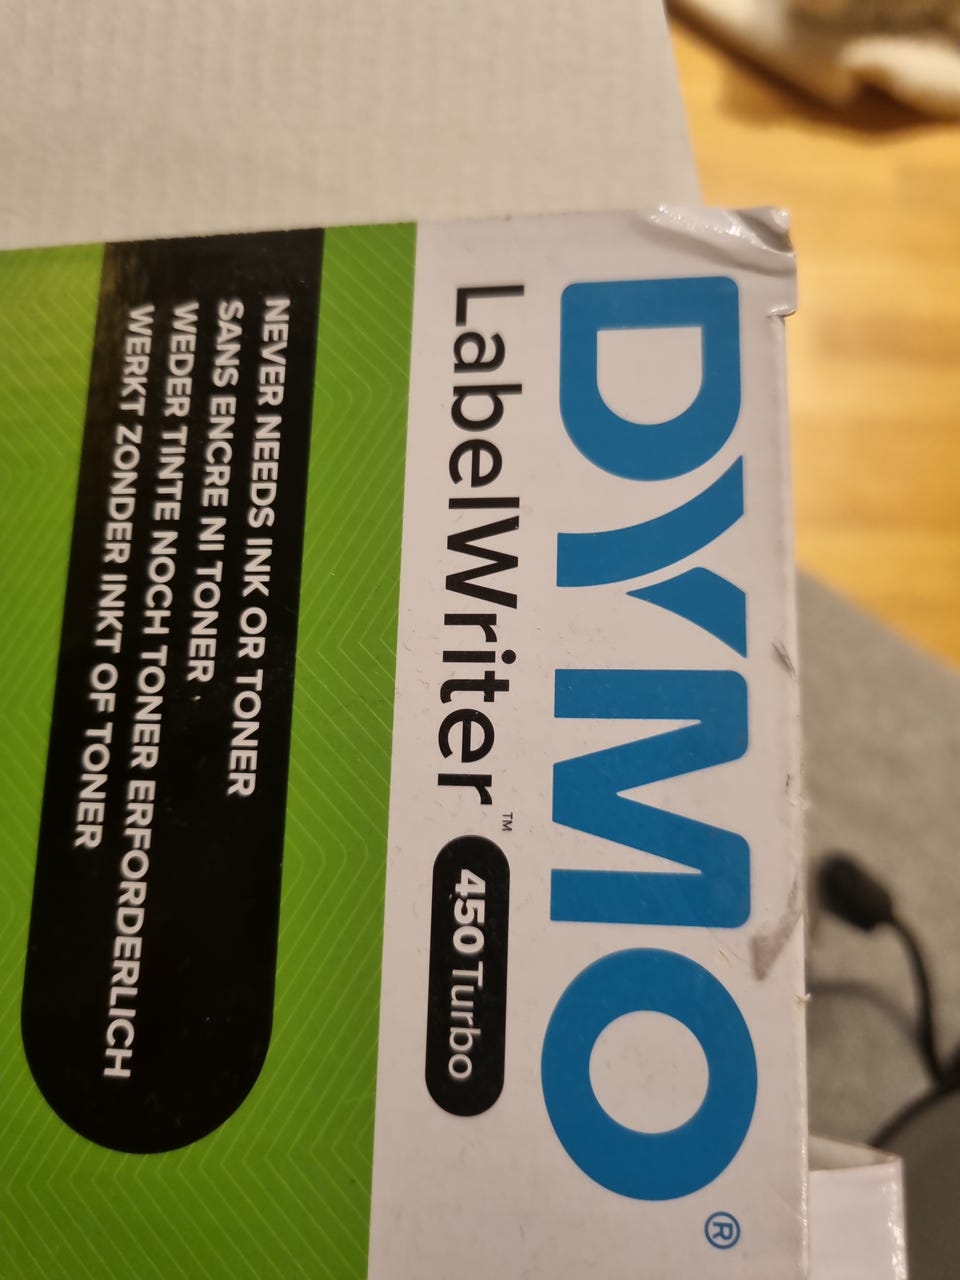 DYMO®
LabelWriter™ 450 Turbo
NEVER NEEDS INK OR TONER
SANS ENCRE NI TONER
WEDER TINTE NOCH TONER ERFORDERLICH
WERKT ZONDER INKT OF TONER